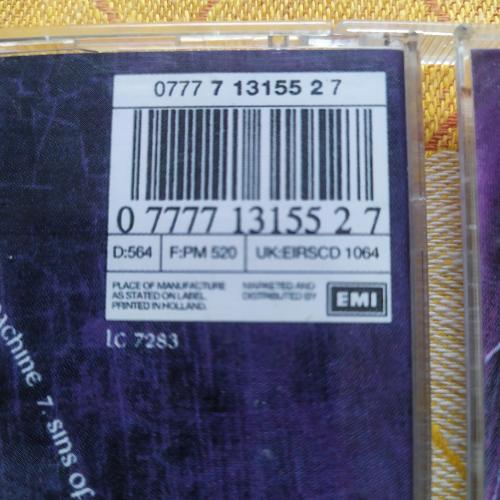 0777 7 13155 2 7
0 7777 13155 2 7
D:564 F:PM 520 UK:EIRSCD 1064
PLACE OF MANUFACTURE
AS STATED ON LABEL.
PRINTED IN HOLLAND.
MARKETED AND
DISTRIBUTED BY
EMI
LC 7283
machine 7. sins of